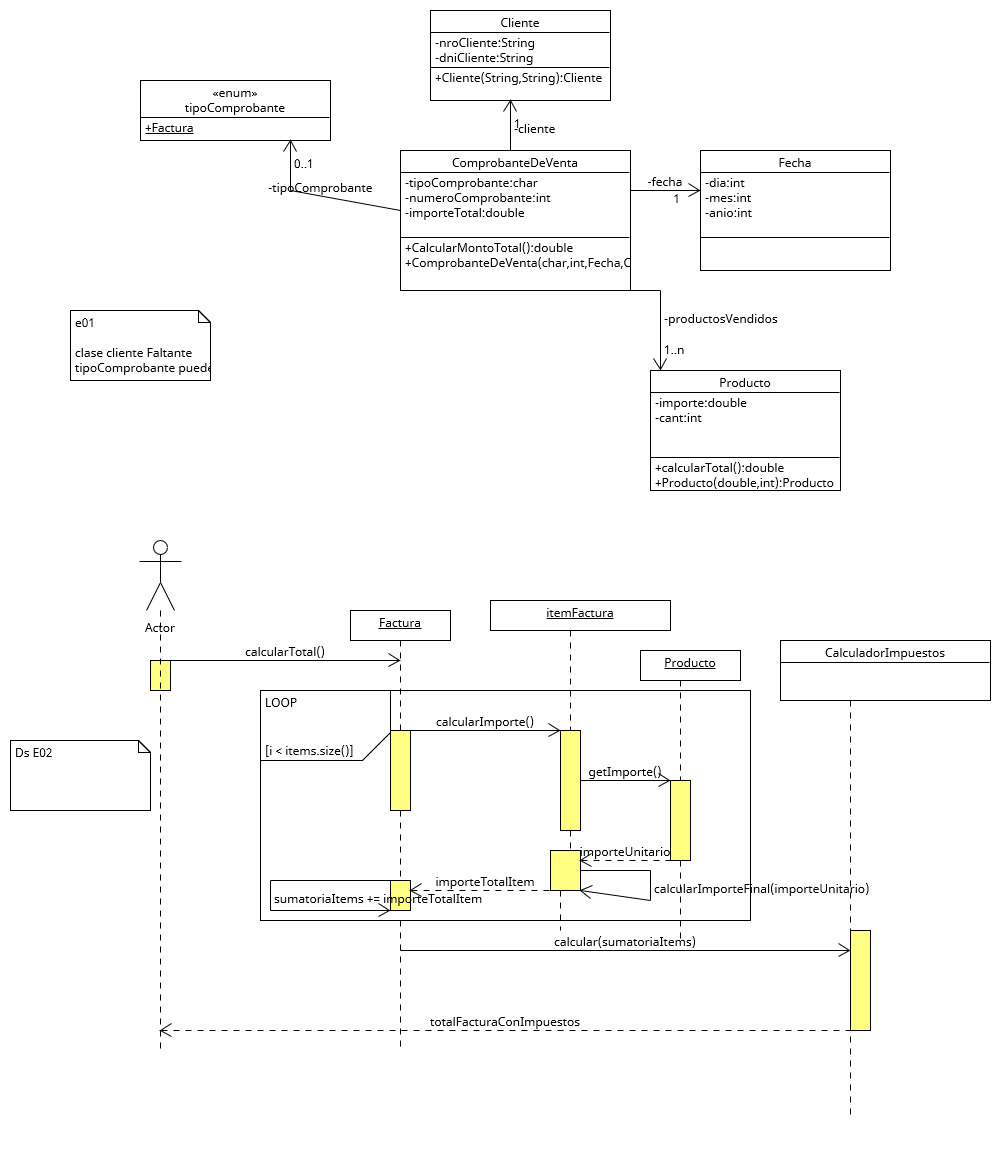 Cliente
-nroCliente:String
-dniCliente:String
+Cliente(String,String):Cliente
«enum»
tipoComprobante
+Factura
1
-cliente
0..1
-tipoComprobante
ComprobanteDeVenta
-tipoComprobante:char
-numeroComprobante:int
-importeTotal:double
+CalcularMontoTotal():double
+ComprobanteDeVenta(char,int,Fecha,C
-fecha
1
Fecha
-dia:int
-mes:int
-anio:int
e01
clase cliente Faltante
tipoComprobante puede
-productosVendidos
1..n
Producto
-importe:double
-cant:int
+calcularTotal():double
+Producto(double,int):Producto
Actor
Factura
itemFactura
Producto
CalculadorImpuestos
calcularTotal()
LOOP
[i < items.size()]
calcularImporte()
Ds E02
getImporte()
importeUnitario
importeTotalItem
calcularImporteFinal(importeUnitario)
sumatoriaItems += importeTotalItem
calcular(sumatoriaItems)
totalFacturaConImpuestos